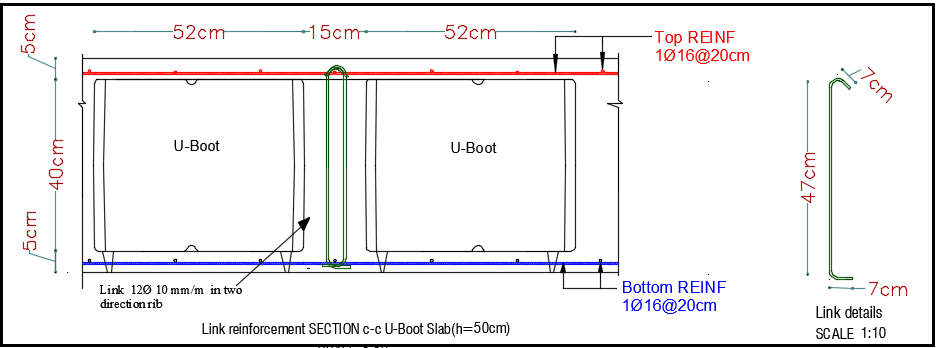 52cm 15cm 52cm
5cm
Top REINF
1Ø16@20cm
7cm
U-Boot
U-Boot
40cm
47cm
5cm
Link 12Ø 10 mm/m in two
direction rib
Bottom REINF
1Ø16@20cm
7cm
Link details
SCALE 1:10
Link reinforcement SECTION c-c U-Boot Slab(h=50cm)